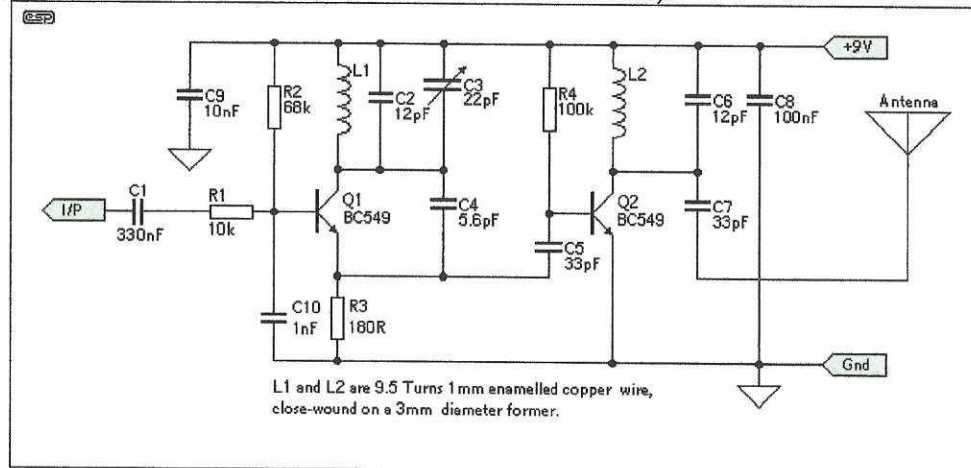 esp
+9V
L1
L2
R2
68k
C9
10nF
C2
12pF
C3
22pF
R4
100k
C6
12pF
C8
100nF
Antenna
I/P
C1
330nF
R1
10k
Q1
BC549
C4
5.6pF
Q2
BC549
C7
33pF
C5
33pF
C10
1nF
R3
180R
Gnd
L1 and L2 are 9.5 Turns 1mm enamelled copper wire,
close-wound on a 3mm diameter former.